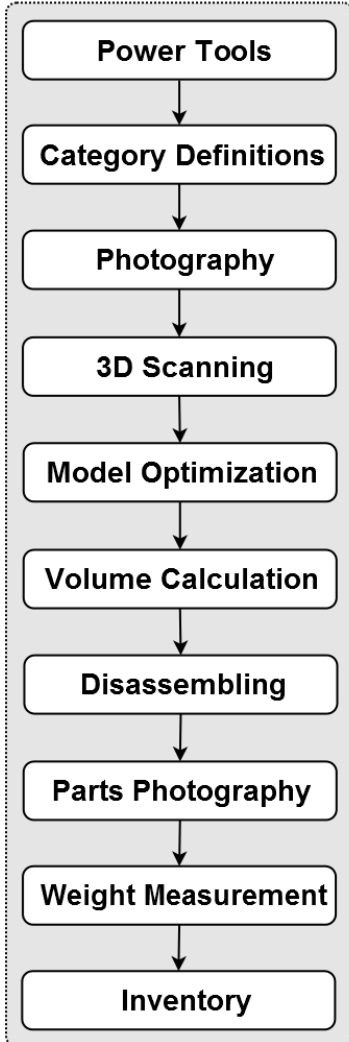 Power Tools
Category Definitions
Photography
3D Scanning
Model Optimization
Volume Calculation
Disassembling
Parts Photography
Weight Measurement
Inventory